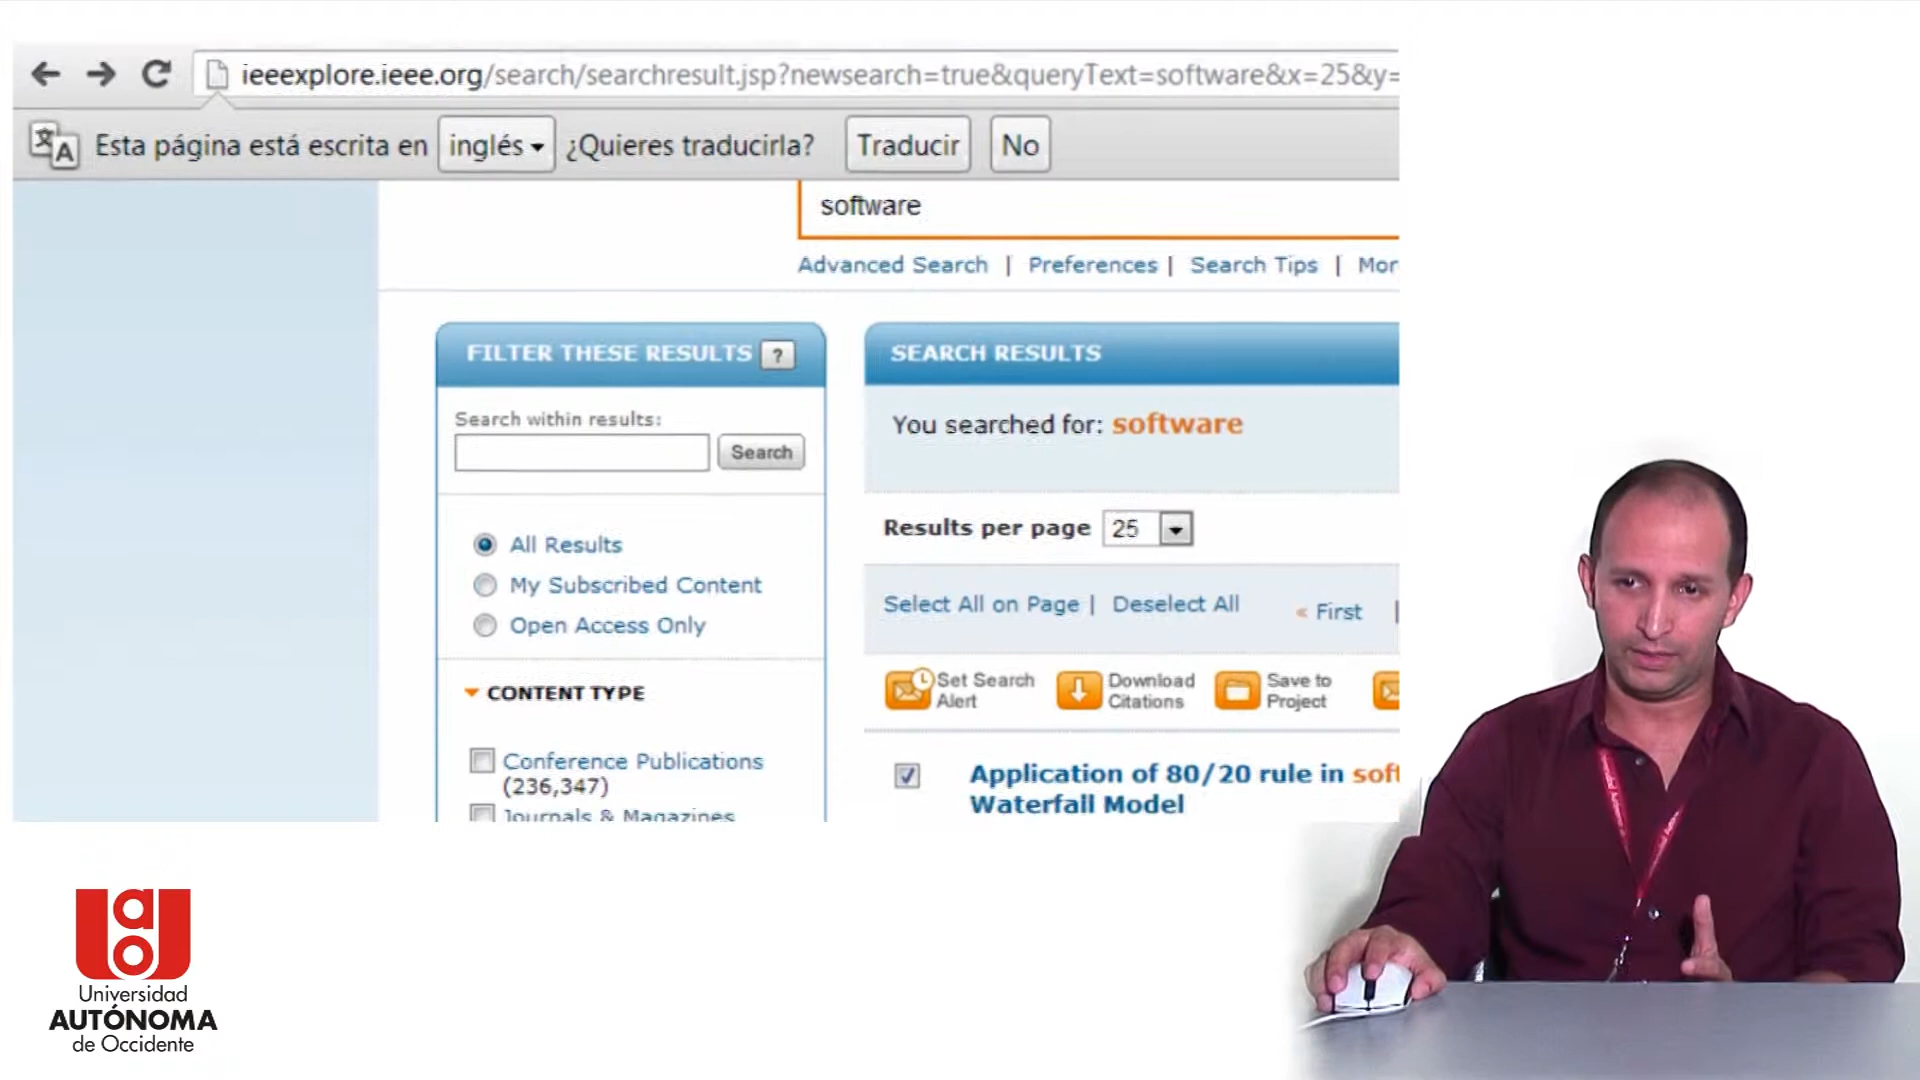 ieeexplore.ieee.org/search/searchresult.jsp?newsearch=true&queryText=software&x=25&y=
Esta página está escrita en inglés ¿Quieres traducirla? Traducir No
software
Advanced Search | Preferences | Search Tips | Mor
FILTER THESE RESULTS ?
Search within results:
Search
All Results
My Subscribed Content
Open Access Only
CONTENT TYPE
Conference Publications
(236,347)
Journals & Magazines
SEARCH RESULTS
You searched for: software
Results per page 25
Select All on Page | Deselect All « First |
Set Search Alert
Download Citations
Save to Project
Application of 80/20 rule in soft
Waterfall Model
Universidad
AUTÓNOMA
de Occidente